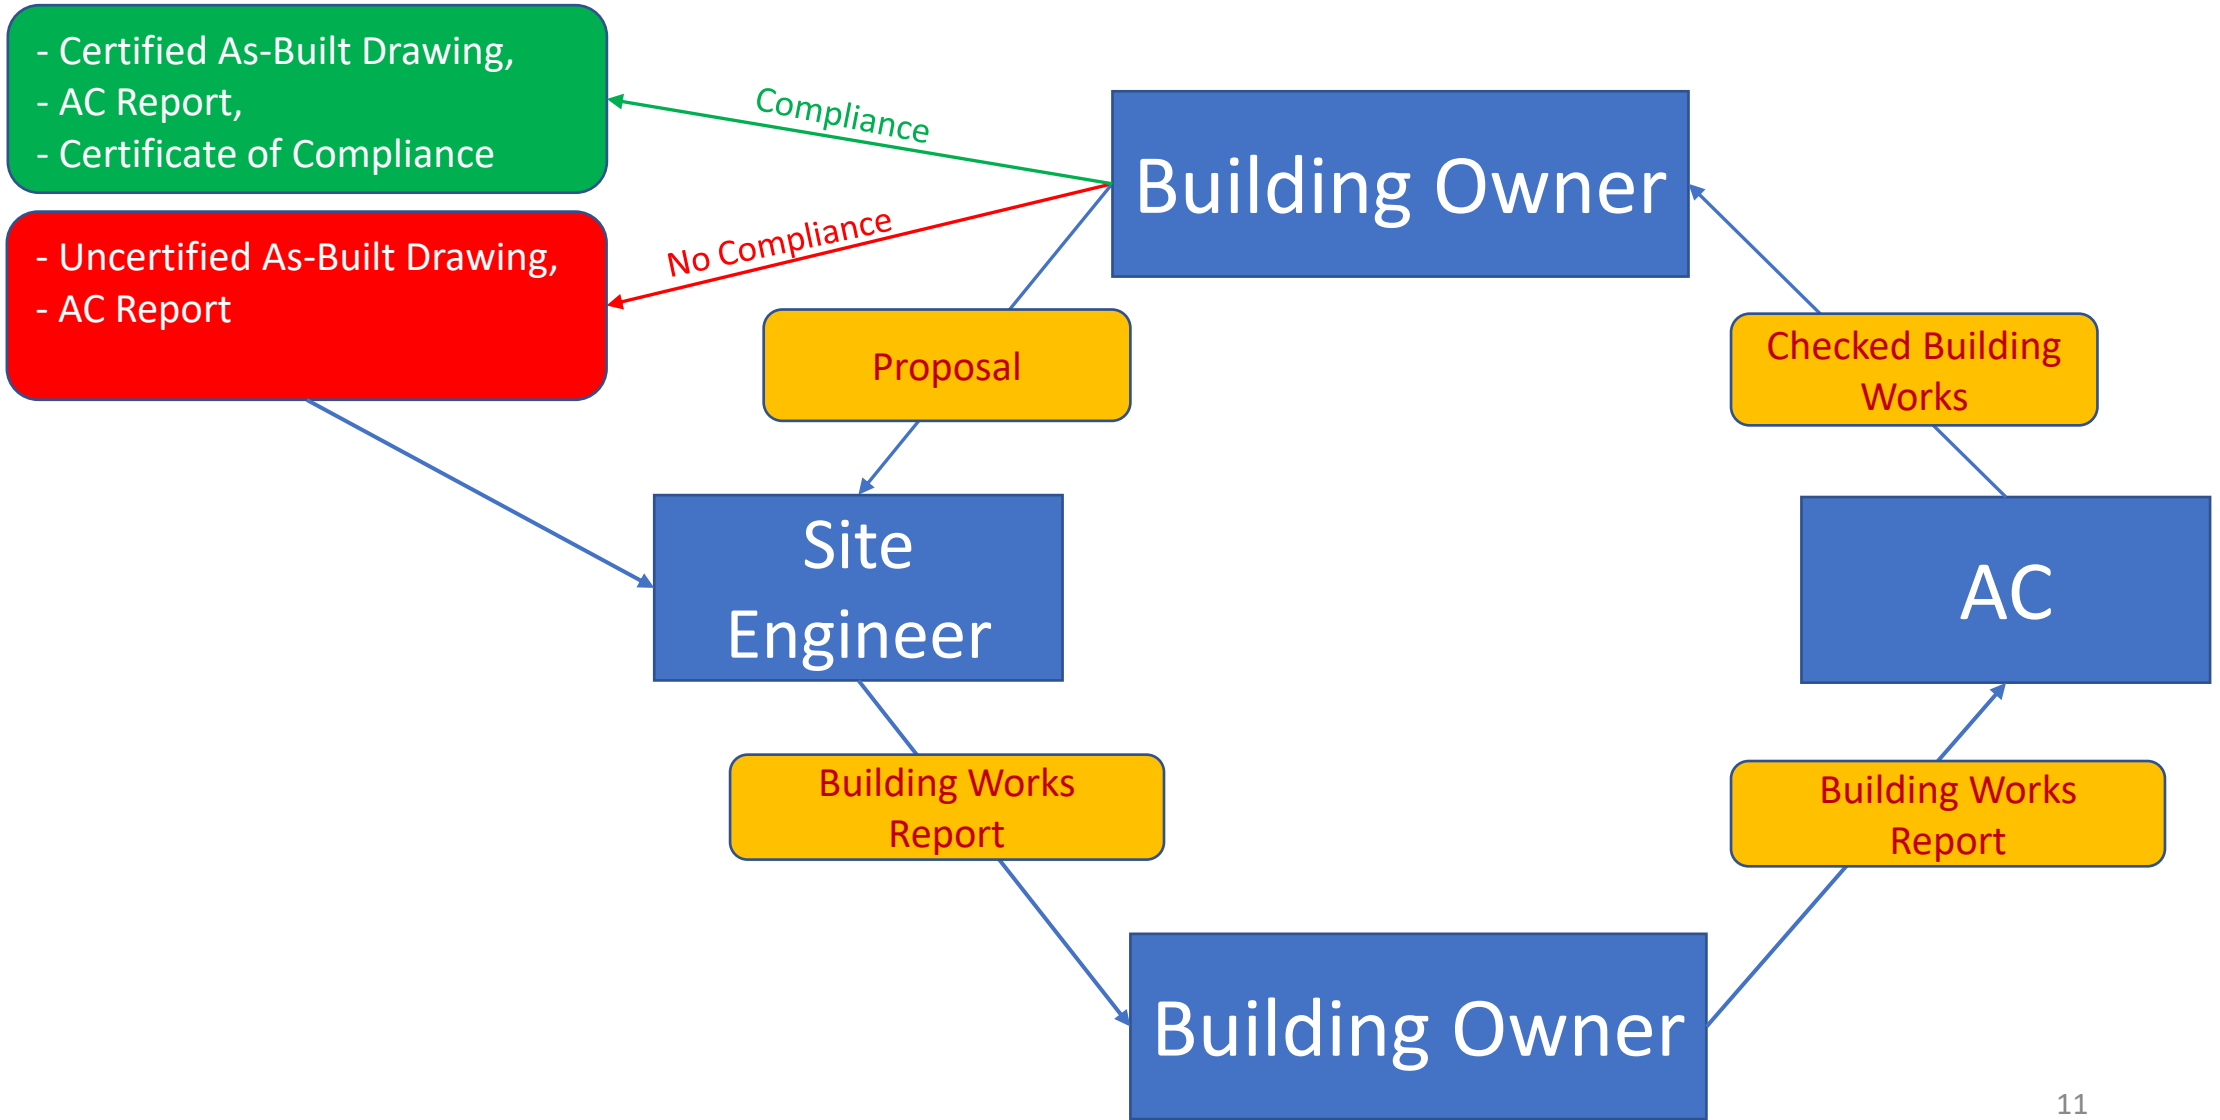 - Certified As-Built Drawing,
- AC Report,
- Certificate of Compliance
Compliance
Building Owner
- Uncertified As-Built Drawing,
- AC Report
No Compliance
Proposal
Checked Building
Works
Site
Engineer
AC
Building Works
Report
Building Works
Report
Building Owner
11